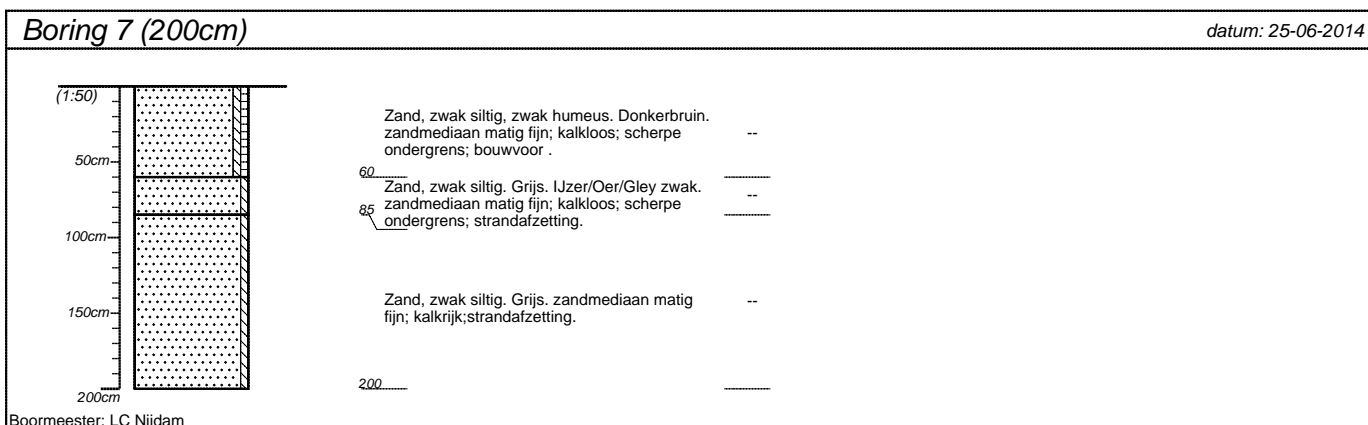 Boring 7 (200cm)
datum: 25-06-2014
(1:50)
50cm
100cm
150cm
200cm
Zand, zwak siltig, zwak humeus. Donkerbruin.
zandmediaan matig fijn; kalkloos; scherpe
ondergrens; bouwvoor .
--
60
Zand, zwak siltig. Grijs. IJzer/Oer/Gley zwak.
zandmediaan matig fijn; kalkloos; scherpe
ondergrens; strandafzetting.
--
85
Zand, zwak siltig. Grijs. zandmediaan matig
fijn; kalkrijk;strandafzetting.
--
200
Boormeester: LC Nijdam